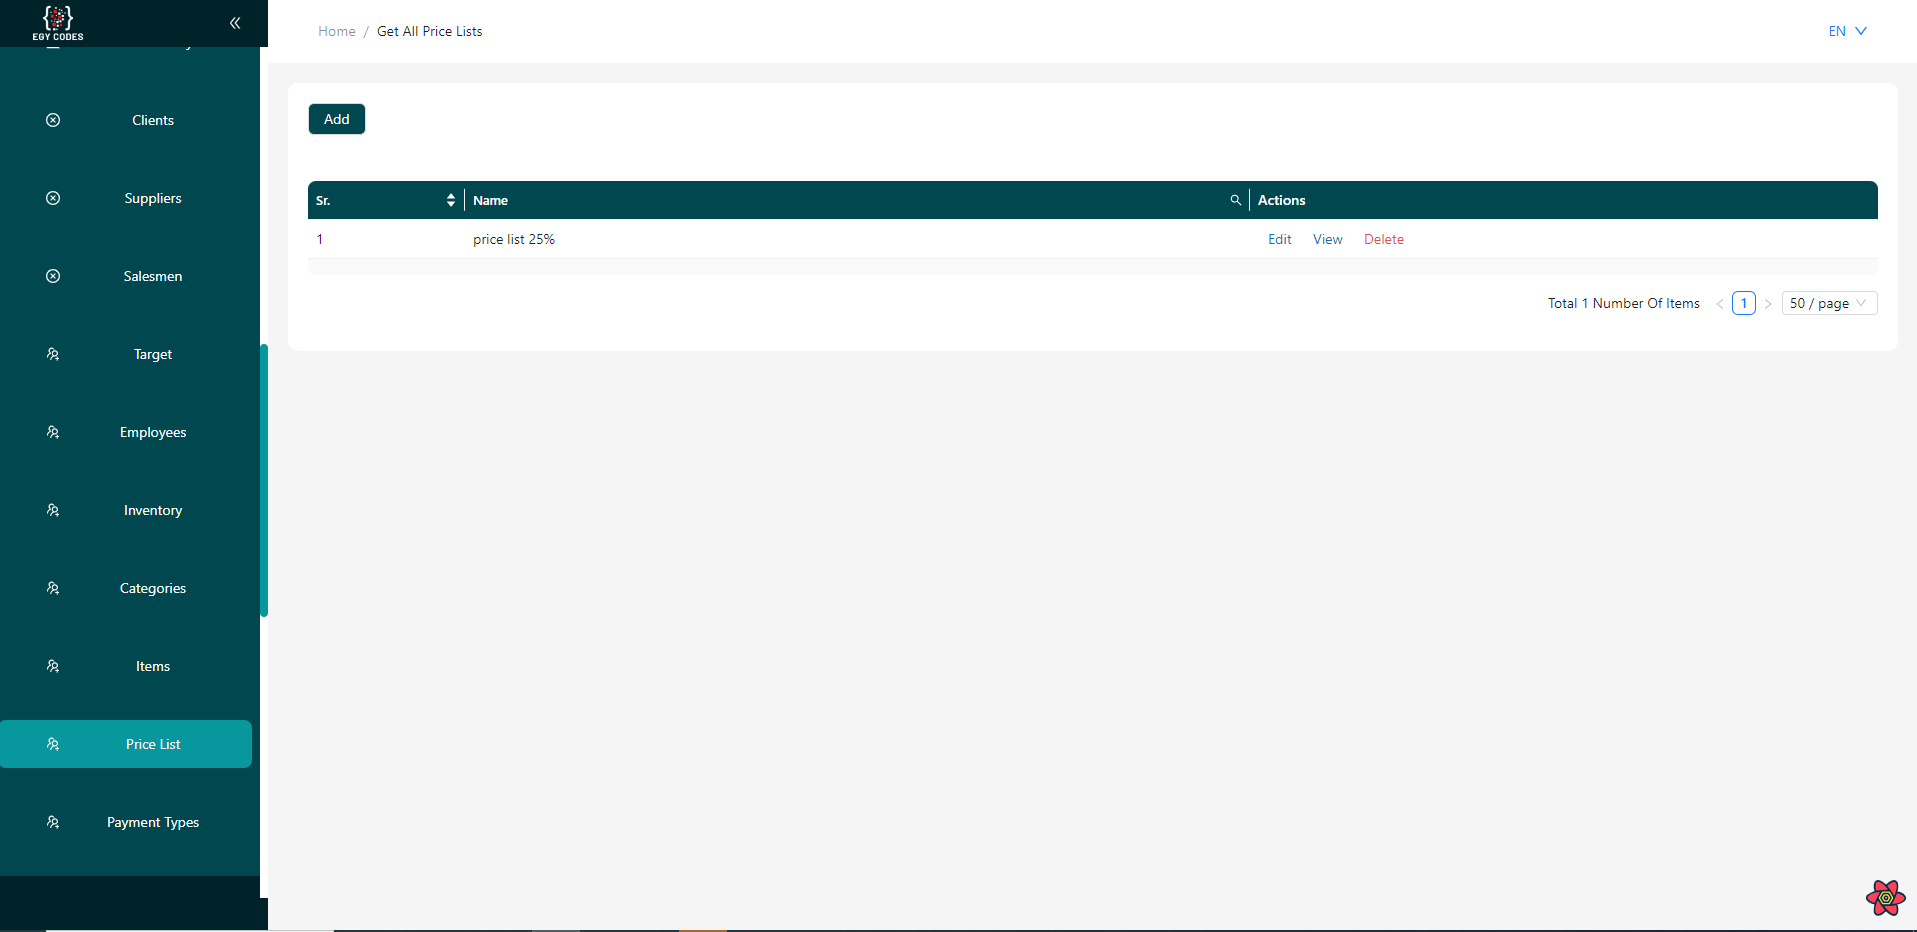 EGY CODES
Home / Get All Price Lists
EN
Clients
Suppliers
Salesmen
Target
Employees
Inventory
Categories
Items
Price List
Payment Types
Add
Sr. Name Actions
1 price list 25% Edit View Delete
Total 1 Number Of Items < 1 > 50 / page